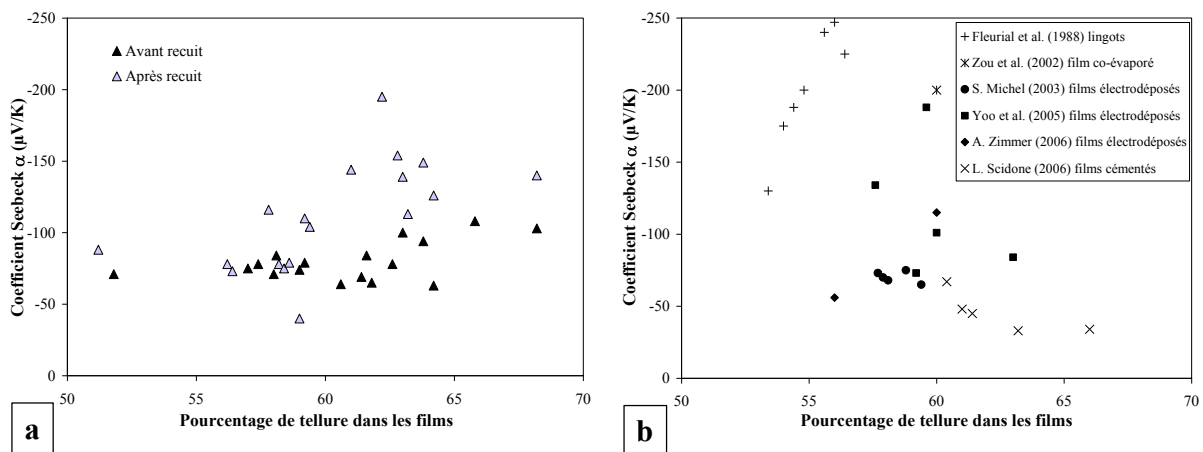 -250
-200
-150
-100
-50
0
50
55
60
65
70
Coefficient Seebeck α (µV/K)
Pourcentage de tellure dans les films
Avant recuit
Après recuit
a
-250
-200
-150
-100
-50
0
50
55
60
65
70
Coefficient Seebeck α (µV/K)
Pourcentage de tellure dans les films
Fleurial et al. (1988) lingots
Zou et al. (2002) film co-évaporé
S. Michel (2003) films électrodéposés
Yoo et al. (2005) films électrodéposés
A. Zimmer (2006) films électrodéposés
L. Scidone (2006) films cémentés
b